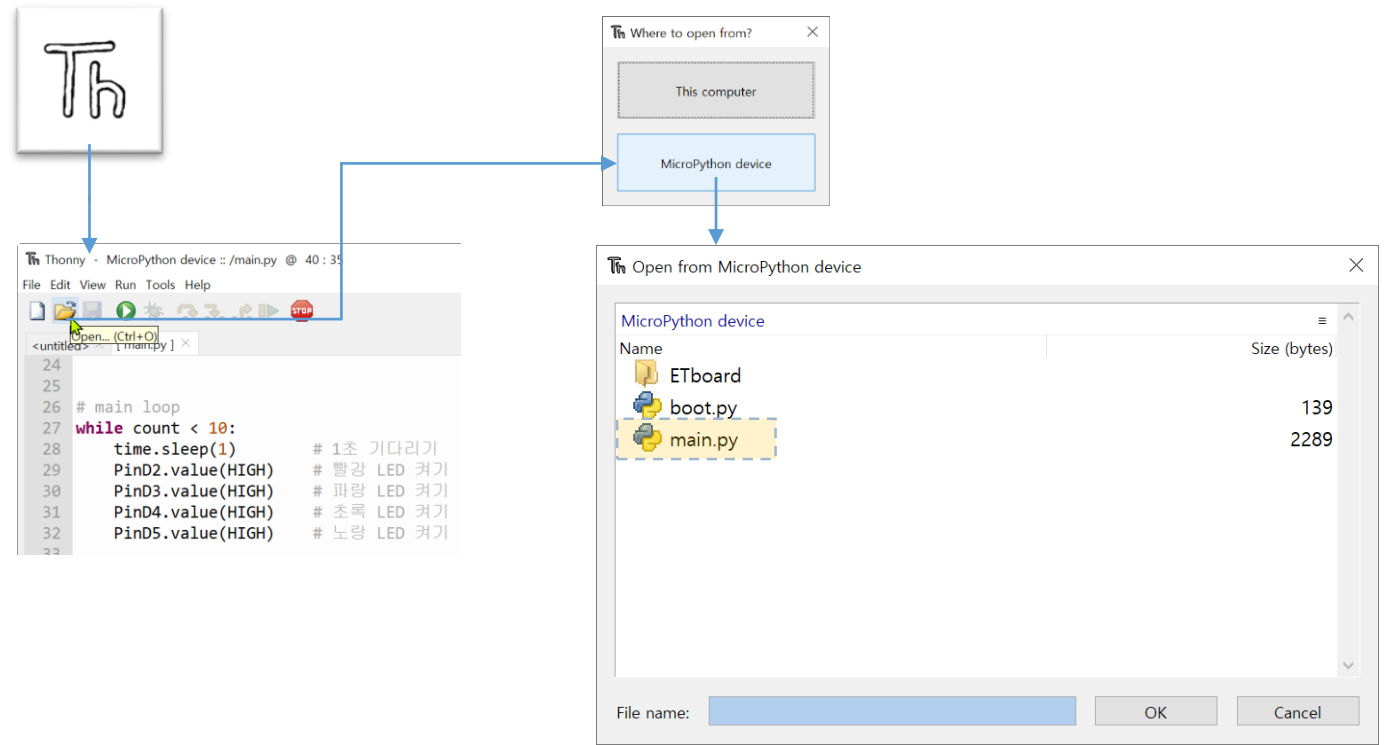 Th
Th Thonny - MicroPython device :: /main.py @ 40 : 35
File Edit View Run Tools Help
STOP
Open... (Ctrl+O)
<untitled> [ main.py ]
24
25
26 # main loop
27 while count < 10:
28 time.sleep(1) # 1초 기다리기
29 PinD2.value(HIGH) # 빨강 LED 켜기
30 PinD3.value(HIGH) # 파랑 LED 켜기
31 PinD4.value(HIGH) # 초록 LED 켜기
32 PinD5.value(HIGH) # 노랑 LED 켜기
33
Th Where to open from?
This computer
MicroPython device
Th Open from MicroPython device
MicroPython device
Name Size (bytes)
ETboard
boot.py 139
main.py 2289
File name: OK Cancel